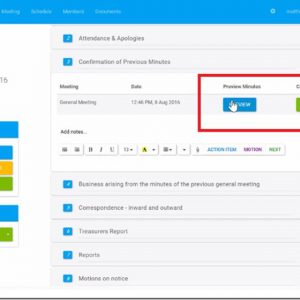 Meeting Schedule Members Documents
16
2 Attendance & Apologies
3 Confirmation of Previous Minutes
Meeting Date Preview Minutes
General Meeting 12:46 PM, 8 Aug 2016
Add notes...
B I U 13 A ACTION ITEM MOTION NEXT
4 Business arising from the minutes of the previous general meeting
5 Correspondence - inward and outward
6 Treasurers Report
7 Reports
8 Motions on notice